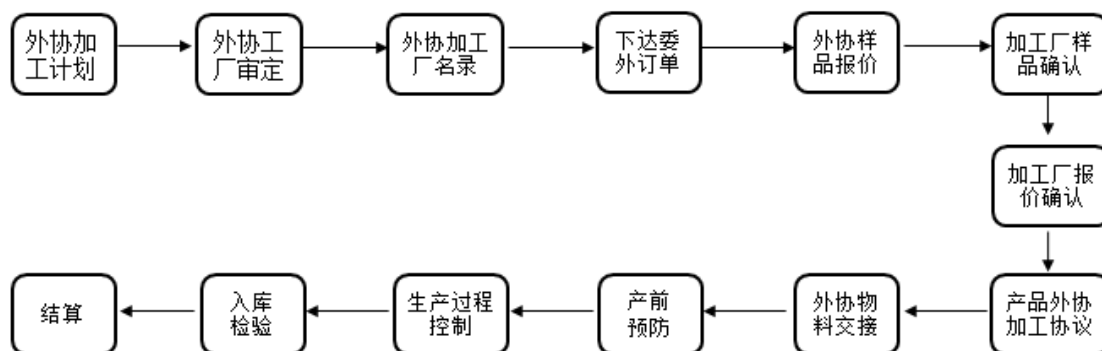 外协加
工计划
外协工
厂审定
外协加工
厂名录
下达委
外订单
外协样
品报价
加工厂样
品确认
加工厂报
价确认
产品外协
加工协议
外协物
料交接
产前
预防
生产过程
控制
入库
检验
结算